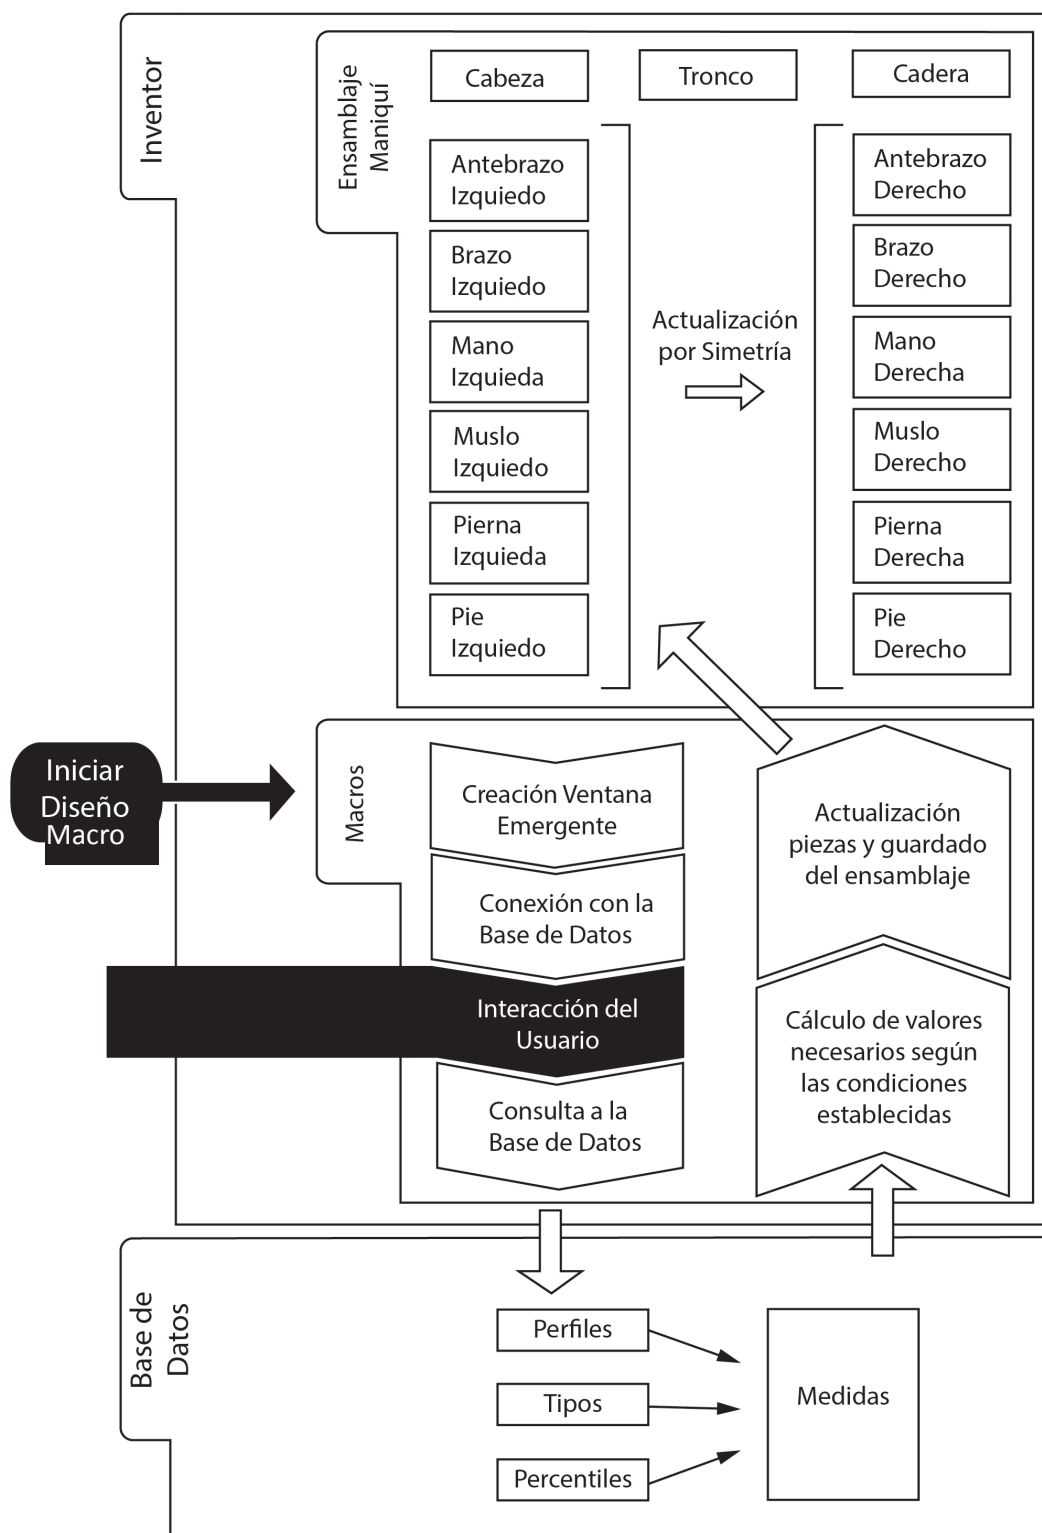 Inventor
Ensamblaje
Maniquí
Cabeza
Tronco
Cadera
Antebrazo
Izquiedo
Brazo
Izquiedo
Mano
Izquieda
Muslo
Izquiedo
Pierna
Izquieda
Pie
Izquiedo
Actualización
por Simetría
Antebrazo
Derecho
Brazo
Derecho
Mano
Derecha
Muslo
Derecho
Pierna
Derecha
Pie
Derecho
Iniciar
Diseño
Macro
Macros
Creación Ventana
Emergente
Conexión con la
Base de Datos
Interacción del
Usuario
Consulta a la
Base de Datos
Actualización
piezas y guardado
del ensamblaje
Cálculo de valores
necesarios según
las condiciones
establecidas
Base de
Datos
Perfiles
Tipos
Percentiles
Medidas